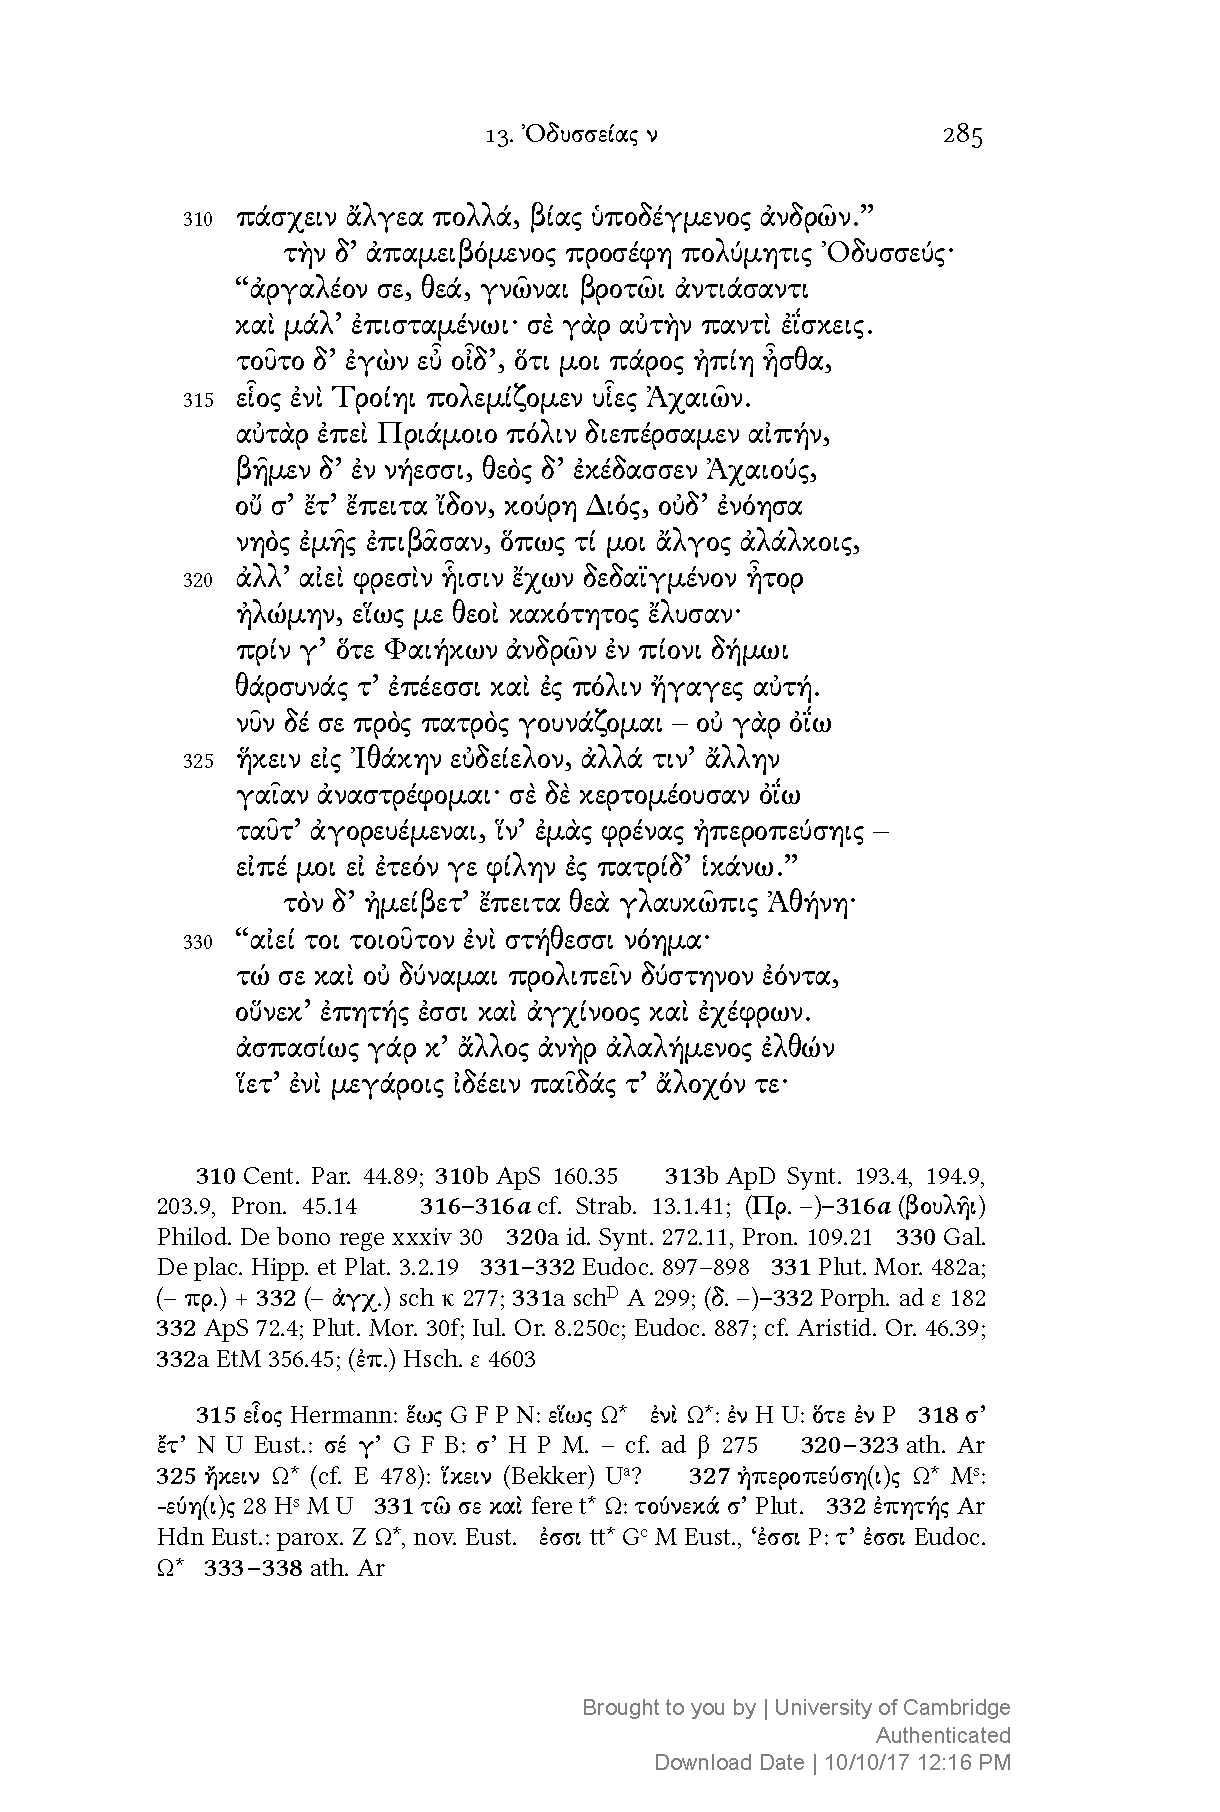 13. Ὀδυσσείας ν 285
310 πάσχειν ἄλγεα πολλά, βίας ὑποδέγμενος ἀνδρῶν.”
τὴν δ’ ἀπαμειβόμενος προσέφη πολύμητις Ὀδυσσεύς·
“ἀργαλέον σε, θεά, γνῶναι βροτῶι ἀντιάσαντι
καὶ μάλ’ ἐπισταμένωι· σὲ γὰρ αὐτὴν παντὶ ἐΐσκεις.
τοῦτο δ’ ἐγὼν εὖ οἶδ’, ὅτι μοι πάρος ἠπίη ἦσθα,
315 εἷος ἐνὶ Τροίηι πολεμίζομεν υἷες Ἀχαιῶν.
αὐτὰρ ἐπεὶ Πριάμοιο πόλιν διεπέρσαμεν αἰπήν,
βῆμεν δ’ ἐν νήεσσι, θεὸς δ’ ἐκέδασσεν Ἀχαιούς,
οὔ σ’ ἔτ’ ἔπειτα ἴδον, κούρη Διός, οὐδ’ ἐνόησα
νηὸς ἐμῆς ἐπιβᾶσαν, ὅπως τί μοι ἄλγος ἀλάλκοις,
320 ἀλλ’ αἰεὶ φρεσὶν ἧισιν ἔχων δεδαϊγμένον ἦτορ
ἠλώμην, εἵως με θεοὶ κακότητος ἔλυσαν·
πρίν γ’ ὅτε Φαιήκων ἀνδρῶν ἐν πίονι δήμωι
θάρσυνάς τ’ ἐπέεσσι καὶ ἐς πόλιν ἤγαγες αὐτή.
νῦν δέ σε πρὸς πατρὸς γουνάζομαι – οὐ γὰρ ὀΐω
325 ἥκειν εἰς Ἰθάκην εὐδείελον, ἀλλά τιν’ ἄλλην
γαῖαν ἀναστρέφομαι· σὲ δὲ κερτομέουσαν ὀΐω
ταῦτ’ ἀγορευέμεναι, ἵν’ ἐμὰς φρένας ἠπεροπεύσηις –
εἰπέ μοι εἰ ἐτεόν γε φίλην ἐς πατρίδ’ ἱκάνω.”
τὸν δ’ ἠμείβετ’ ἔπειτα θεὰ γλαυκῶπις Ἀθήνη·
330 “αἰεί τοι τοιοῦτον ἐνὶ στήθεσσι νόημα·
τώ σε καὶ οὐ δύναμαι προλιπεῖν δύστηνον ἐόντα,
οὕνεκ’ ἐπητής ἐσσι καὶ ἀγχίνοος καὶ ἐχέφρων.
ἀσπασίως γάρ κ’ ἄλλος ἀνὴρ ἀλαλήμενος ἐλθών
ἵετ’ ἐνὶ μεγάροις ἰδέειν παῖδάς τ’ ἄλοχόν τε·
310 Cent. Par. 44.89; 310b ApS 160.35 313b ApD Synt. 193.4, 194.9,
203.9, Pron. 45.14 316–316a cf. Strab. 13.1.41; (Πρ. –)–316a (βουλῆι)
Philod. De bono rege xxxiv 30 320a id. Synt. 272.11, Pron. 109.21 330 Gal.
De plac. Hipp. et Plat. 3.2.19 331–332 Eudoc. 897–898 331 Plut. Mor. 482a;
(– πρ.) + 332 (– ἀγχ.) sch κ 277; 331a schD A 299; (δ. –)–332 Porph. ad ε 182
332 ApS 72.4; Plut. Mor. 30f; Iul. Or. 8.250c; Eudoc. 887; cf. Aristid. Or. 46.39;
332a EtM 356.45; (ἐπ.) Hsch. ε 4603
315 εἷος Hermann: ἕως G F P N: εἵως Ω* ἐνὶ Ω*: ἐν H U: ὅτε ἐν P 318 σ’
ἔτ’ N U Eust.: σέ γ’ G F B: σ’ H P M. – cf. ad β 275 320–323 ath. Ar
325 ἥκειν Ω* (cf. E 478): ἵκειν (Bekker) Ua? 327 ἠπεροπεύση(ι)ς Ω* Ms:
-εύη(ι)ς 28 Hs M U 331 τῶ σε καὶ fere t* Ω: τούνεκά σ’ Plut. 332 ἐπητής Ar
Hdn Eust.: parox. Z Ω*, nov. Eust. ἐσσι tt* Gc M Eust., ‘ἐσσι P: τ’ ἐσσι Eudoc.
Ω* 333–338 ath. Ar
Brought to you by | University of Cambridge
Authenticated
Download Date | 10/10/17 12:16 PM